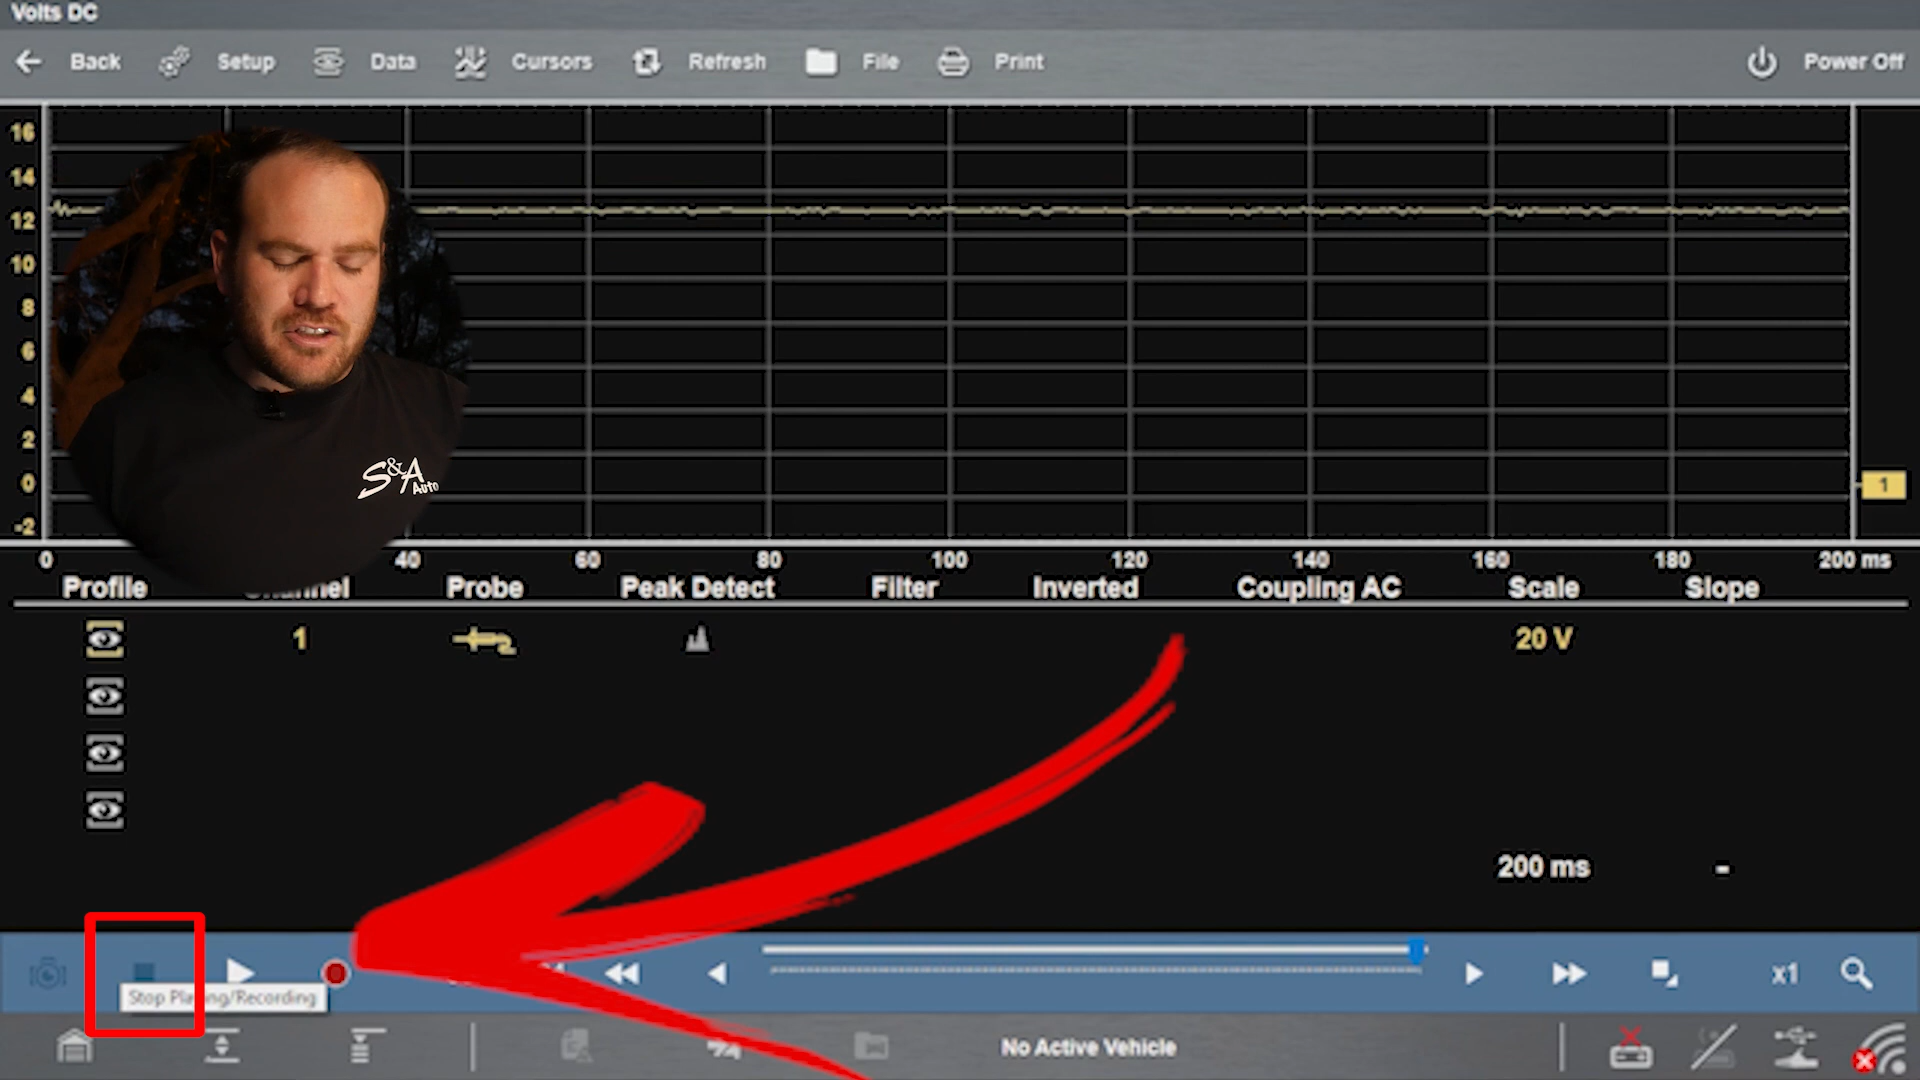 Volts DC
Back Setup Data Cursors Refresh File Print Power Off
16
14
12
10
8
6
4
2
0
-2
1
S&A
Auto
0 40 60 80 100 120 140 160 180 200 ms
Profile Channel Probe Peak Detect Filter Inverted Coupling AC Scale Slope
1 20 V
200 ms -
x1
Stop Playing/Recording
No Active Vehicle